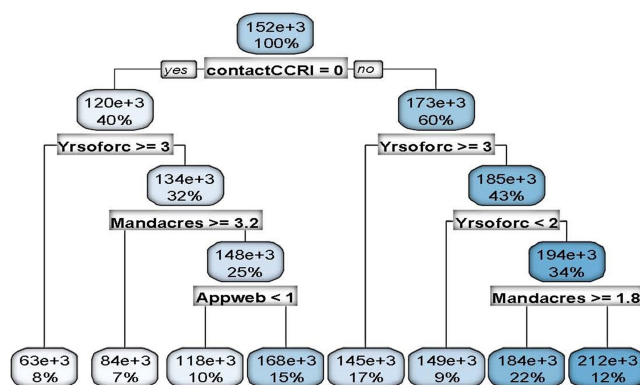 152e+3
100%
yes contactCCRI = 0 no
120e+3
40%
173e+3
60%
Yrsoforc >= 3
Yrsoforc >= 3
134e+3
32%
185e+3
43%
Mandacres >= 3.2
Yrsoforc < 2
148e+3
25%
194e+3
34%
Appweb < 1
Mandacres >= 1.8
63e+3
8%
84e+3
7%
118e+3
10%
168e+3
15%
145e+3
17%
149e+3
9%
184e+3
22%
212e+3
12%